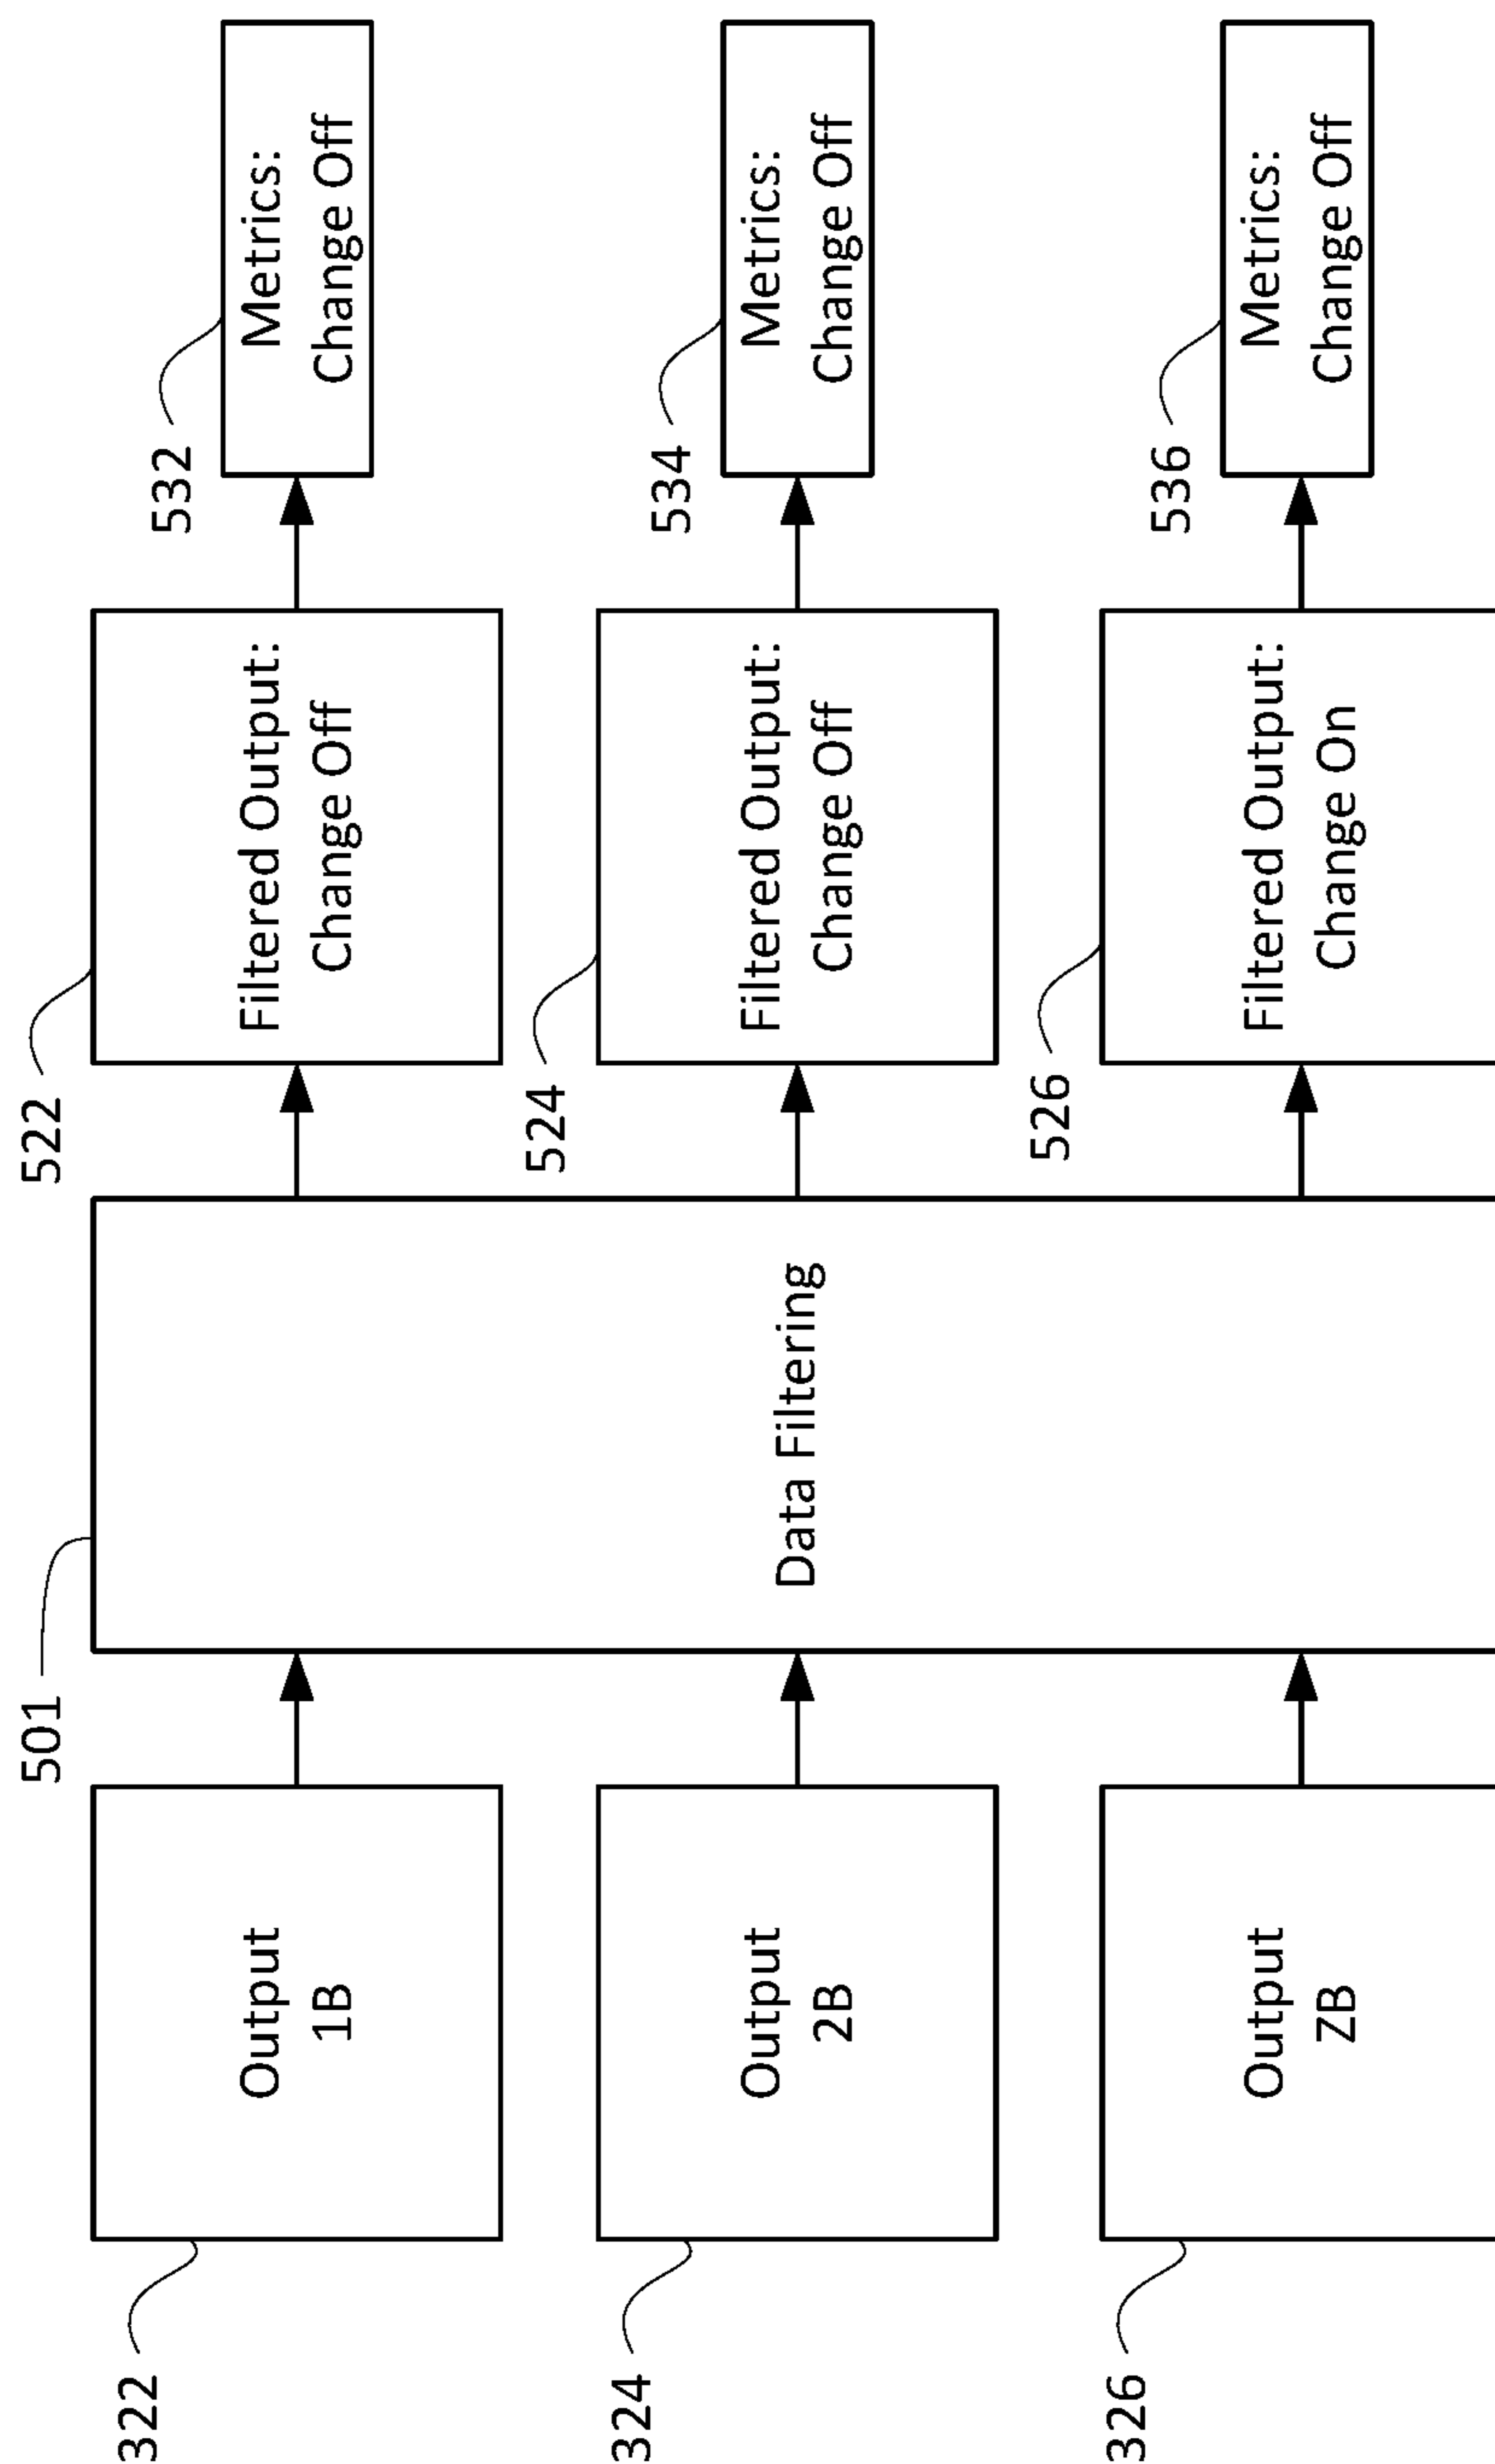 322
Output
1B
501
Data Filtering
522
Filtered Output:
Change Off
532
Metrics:
Change Off
324
Output
2B
524
Filtered Output:
Change Off
534
Metrics:
Change Off
326
Output
ZB
526
Filtered Output:
Change On
536
Metrics:
Change Off